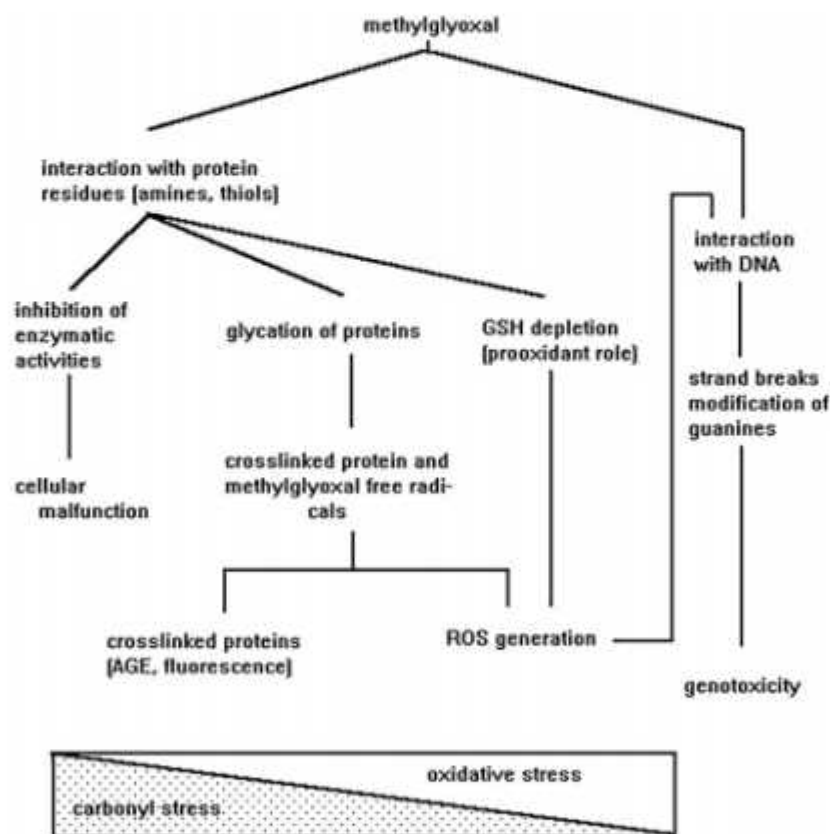 methylglyoxal
interaction with protein
residues (amines, thiols)
interaction
with DNA
inhibition of
enzymatic
activities
glycation of proteins
GSH depletion
(prooxidant role)
strand breaks
modification of
guanines
cellular
malfunction
crosslinked protein and
methylglyoxal free radi-
cals
crosslinked proteins
(AGE, fluorescence)
ROS generation
genotoxicity
oxidative stress
carbonyl stress